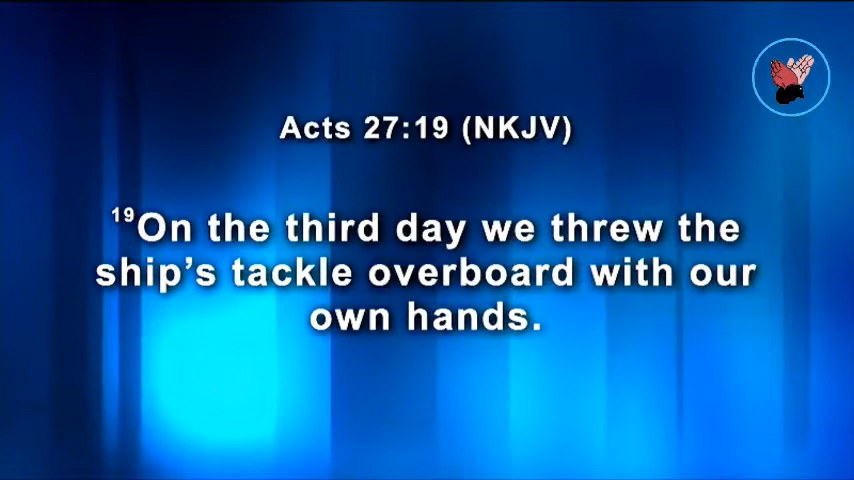 Acts 27:19 (NKJV)
¹⁹On the third day we threw the
ship’s tackle overboard with our
own hands.